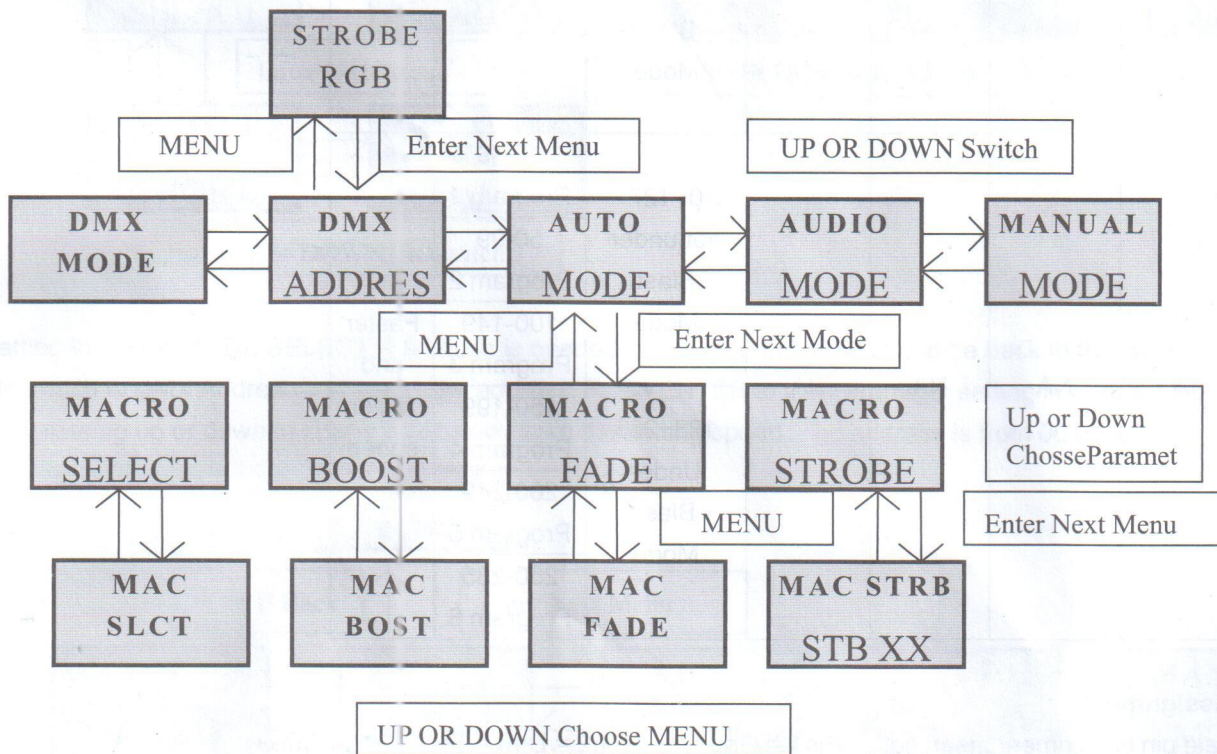 STROBE
RGB
MENU
Enter Next Menu
UP OR DOWN Switch
DMX
MODE
DMX
ADDRES
AUTO
MODE
AUDIO
MODE
MANUAL
MODE
MENU
Enter Next Mode
MACRO
SELECT
MACRO
BOOST
MACRO
FADE
MACRO
STROBE
Up or Down
ChosseParamet
MENU
Enter Next Menu
MAC
SLCT
MAC
BOST
MAC
FADE
MAC STRB
STB XX
UP OR DOWN Choose MENU